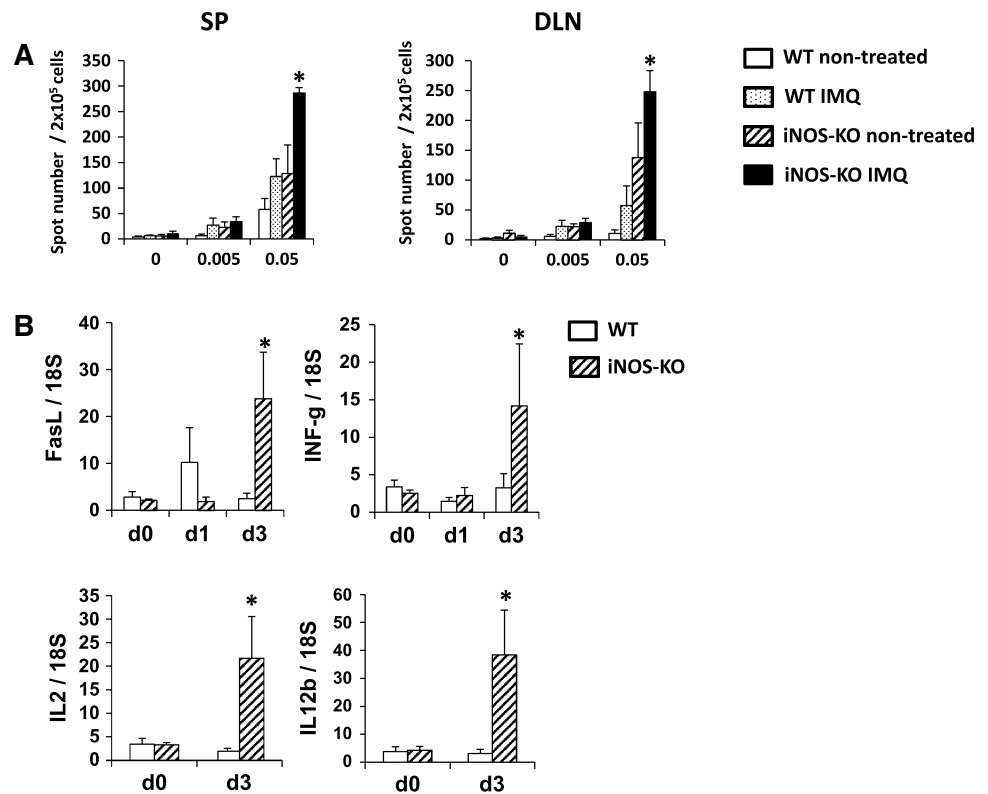 SP
DLN
A
Spot number / 2x10⁵ cells
350
300
250
200
150
100
50
0
*
0 0.005 0.05
Spot number / 2x10⁵ cells
300
250
200
150
100
50
0
*
0 0.005 0.05
WT non-treated
WT IMQ
iNOS-KO non-treated
iNOS-KO IMQ
B
FasL / 18S
40
30
20
10
0
*
d0 d1 d3
INF-g / 18S
25
20
15
10
5
0
*
d0 d1 d3
WT
iNOS-KO
IL2 / 18S
35
30
25
20
15
10
5
0
*
d0 d3
IL12b / 18S
60
50
40
30
20
10
0
*
d0 d3